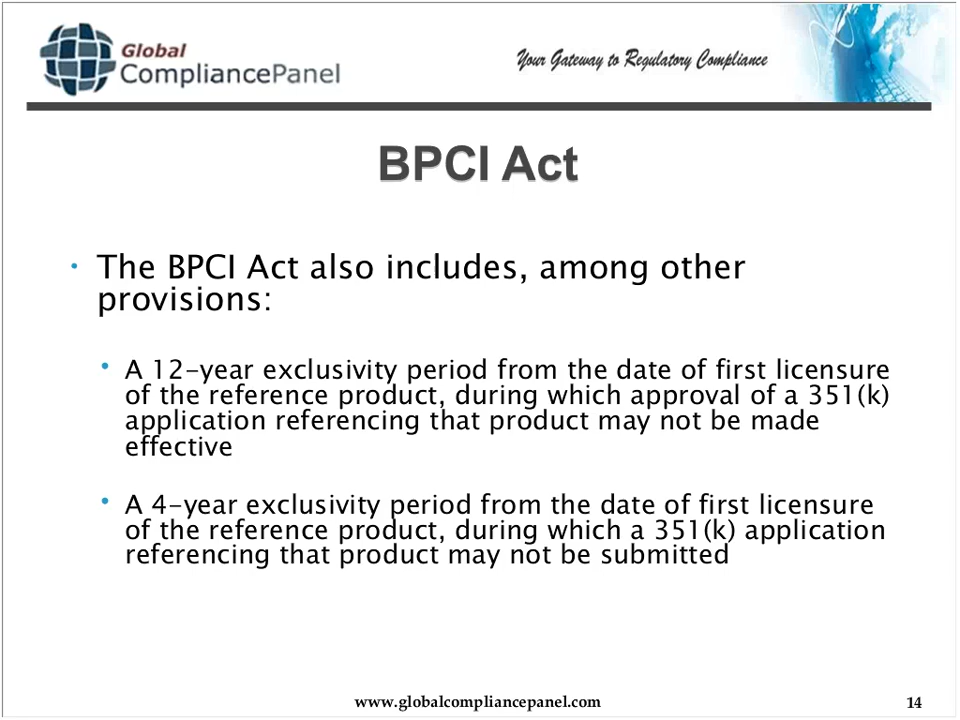 Global
CompliancePanel
Your Gateway to Regulatory Compliance
BPCI Act
• The BPCI Act also includes, among other
provisions:
• A 12-year exclusivity period from the date of first licensure
of the reference product, during which approval of a 351(k)
application referencing that product may not be made
effective
• A 4-year exclusivity period from the date of first licensure
of the reference product, during which a 351(k) application
referencing that product may not be submitted
www.globalcompliancepanel.com
14